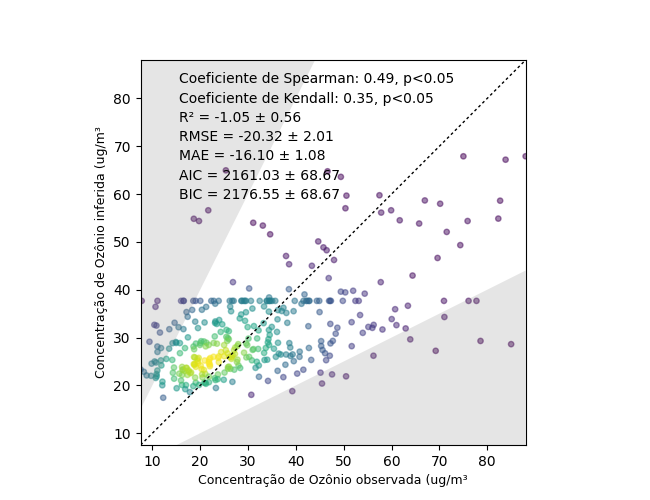 Coeficiente de Spearman: 0.49, p<0.05
Coeficiente de Kendall: 0.35, p<0.05
R² = -1.05 ± 0.56
RMSE = -20.32 ± 2.01
MAE = -16.10 ± 1.08
AIC = 2161.03 ± 68.67
BIC = 2176.55 ± 68.67
Concentração de Ozônio inferida (ug/m³
80
70
60
50
40
30
20
10
10 20 30 40 50 60 70 80
Concentração de Ozônio observada (ug/m³